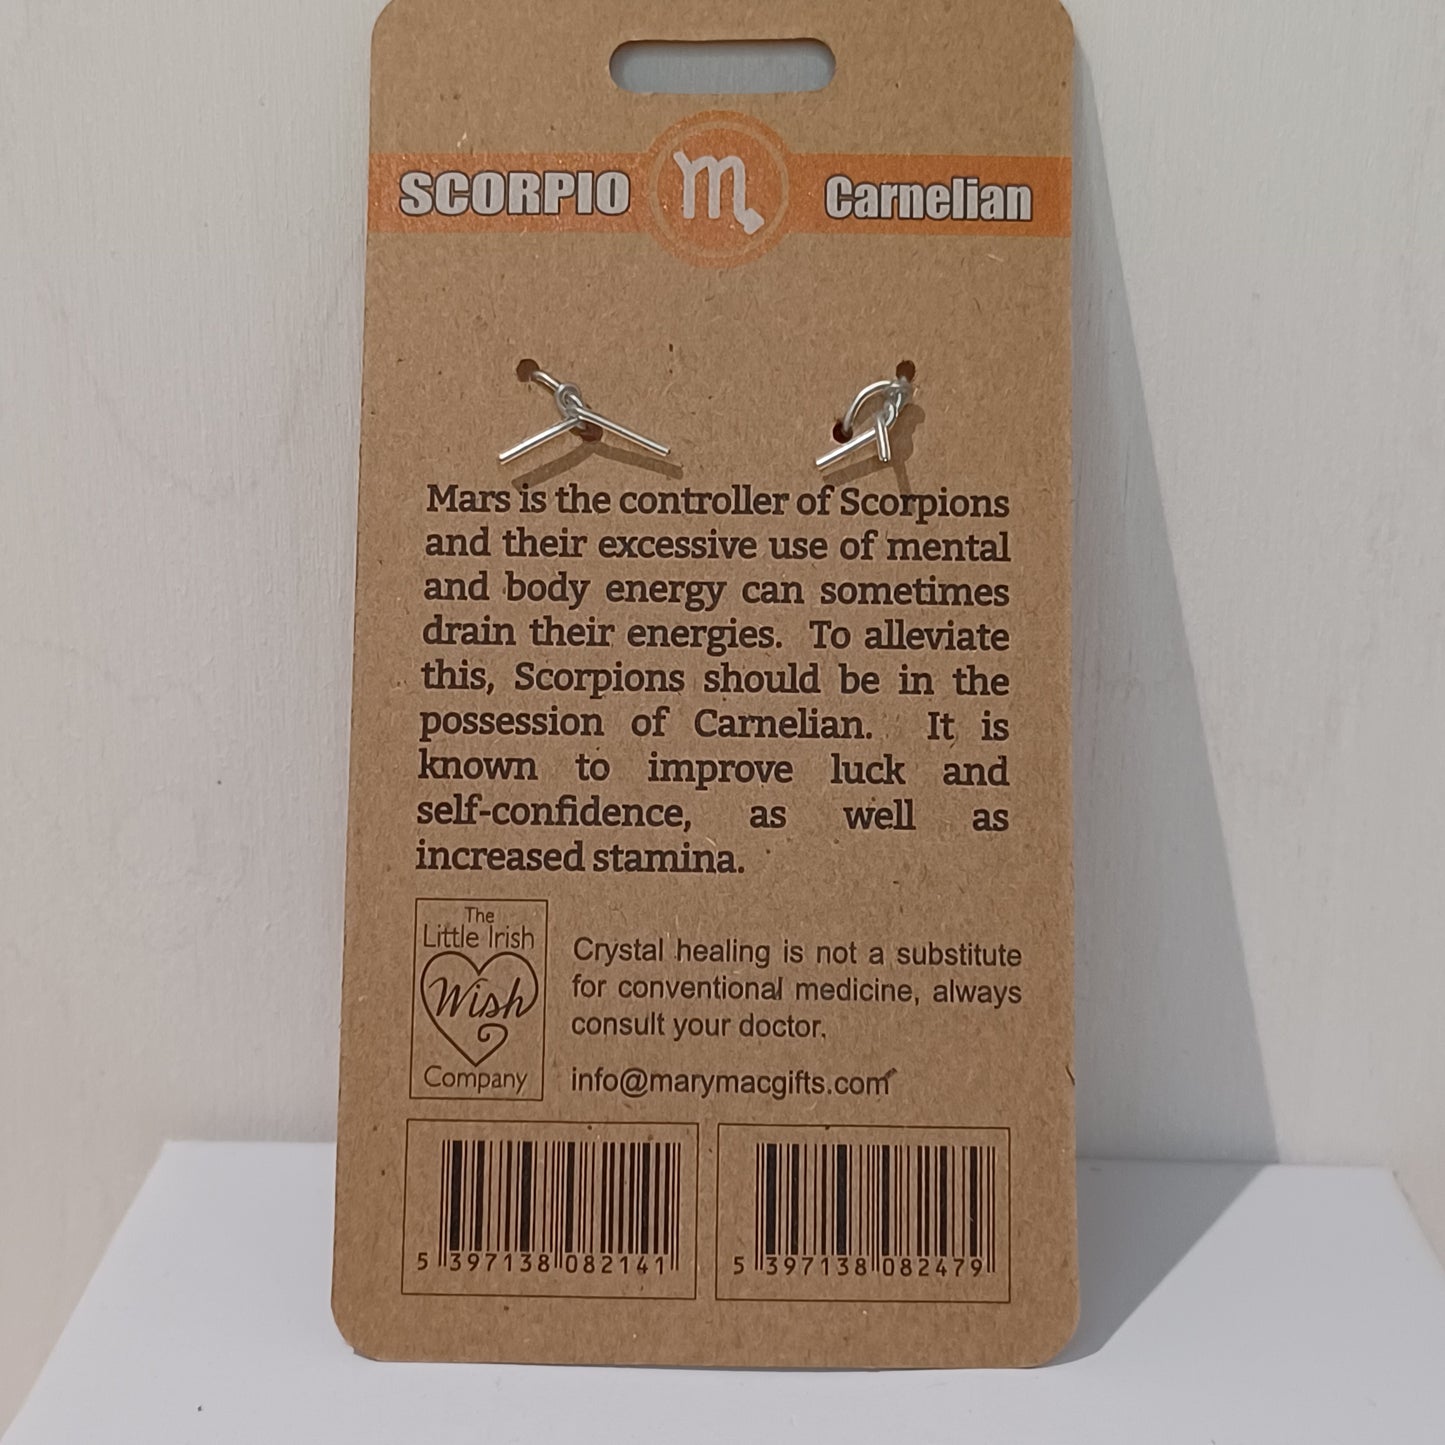 SCORPIO Carnelian
Mars is the controller of Scorpions
and their excessive use of mental
and body energy can sometimes
drain their energies. To alleviate
this, Scorpions should be in the
possession of Carnelian. It is
known to improve luck and
self-confidence, as well as
increased stamina.
The
Little Irish
Wish
Company
Crystal healing is not a substitute
for conventional medicine, always
consult your doctor.
info@marymacgifts.com
5 397138 082141
5 397138 082479